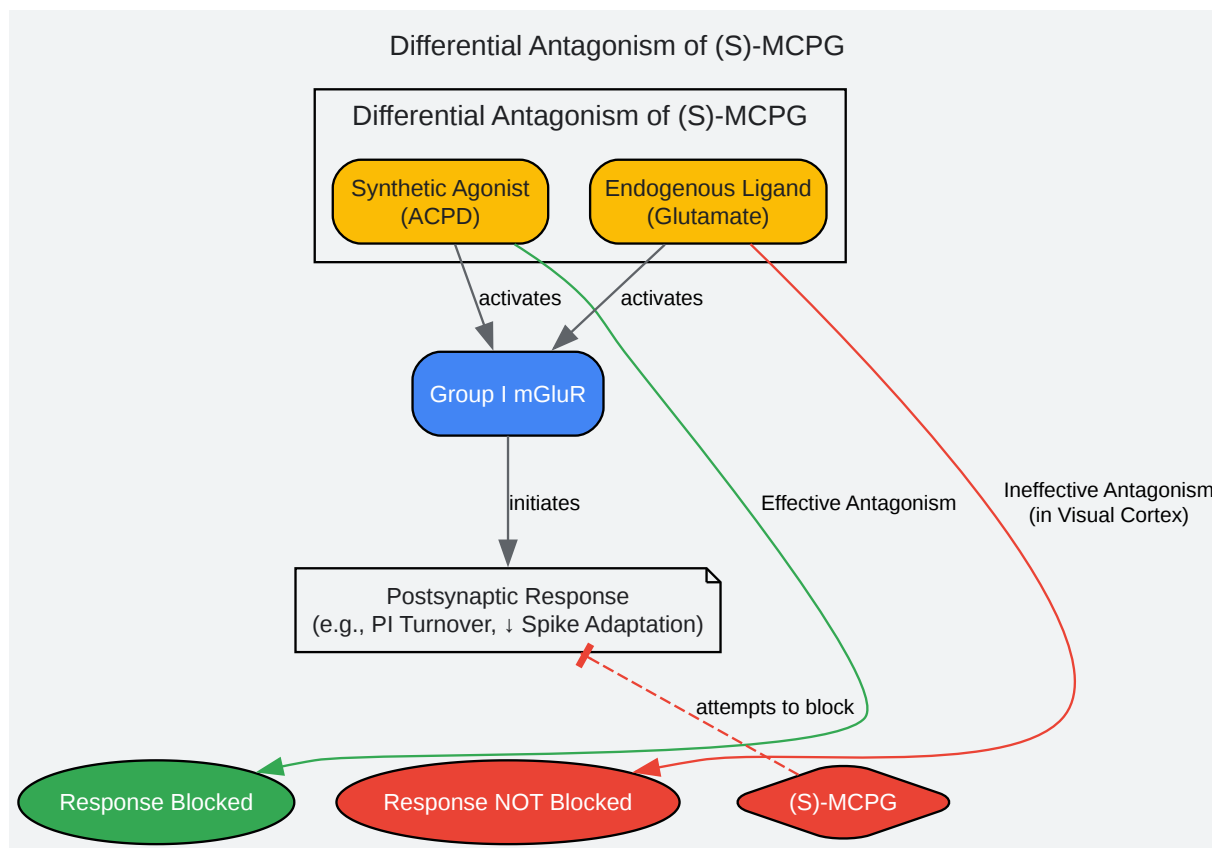 Differential Antagonism of (S)-MCPG
Differential Antagonism of (S)-MCPG
Synthetic Agonist
(ACPD)
Endogenous Ligand
(Glutamate)
activates
activates
Group I mGluR
initiates
Effective Antagonism
Ineffective Antagonism
(in Visual Cortex)
Postsynaptic Response
(e.g., PI Turnover, ↓ Spike Adaptation)
attempts to block
Response Blocked
Response NOT Blocked
(S)-MCPG